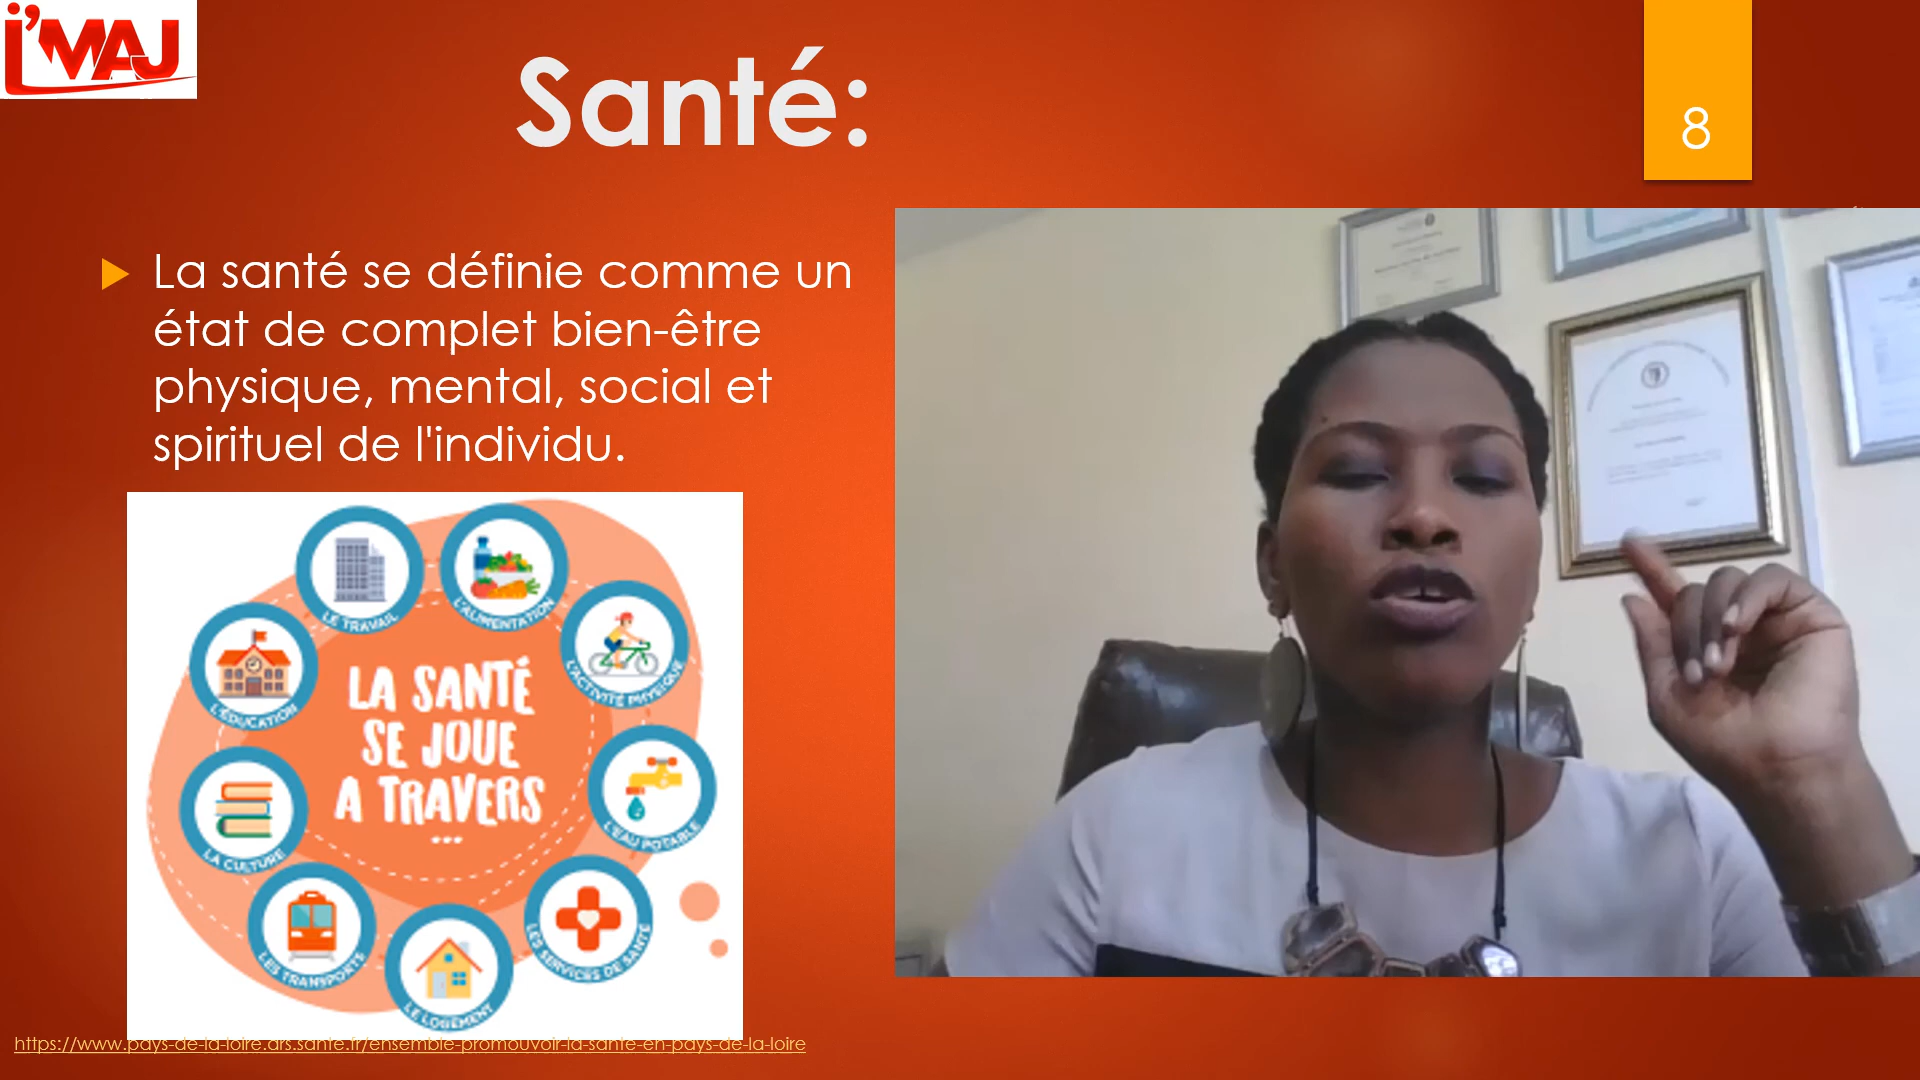 i'MAJ
Santé:
8
La santé se définie comme un
état de complet bien-être
physique, mental, social et
spirituel de l'individu.
LE TRAVAIL
L'ALIMENTATION
L'ACTIVITÉ PHYSIQUE
L'ÉDUCATION
LA SANTÉ
SE JOUE
A TRAVERS
...
L'EAU POTABLE
LA CULTURE
LES SERVICES DE SANTÉ
LES TRANSPORTS
LE LOGEMENT
https://www.pays-de-la-loire.ars.sante.fr/ensemble-promouvoir-la-sante-en-pays-de-la-loire